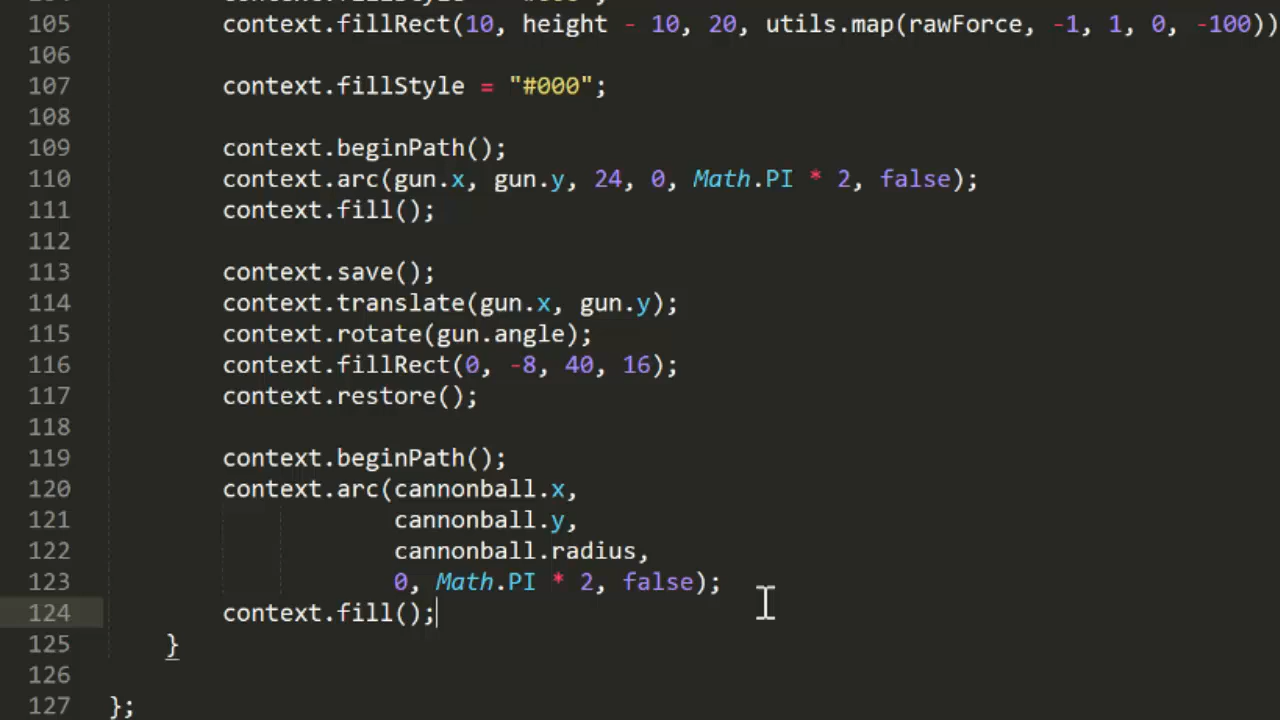 105 context.fillRect(10, height - 10, 20, utils.map(rawForce, -1, 1, 0, -100))
106
107 context.fillStyle = "#000";
108
109 context.beginPath();
110 context.arc(gun.x, gun.y, 24, 0, Math.PI * 2, false);
111 context.fill();
112
113 context.save();
114 context.translate(gun.x, gun.y);
115 context.rotate(gun.angle);
116 context.fillRect(0, -8, 40, 16);
117 context.restore();
118
119 context.beginPath();
120 context.arc(cannonball.x,
121 cannonball.y,
122 cannonball.radius,
123 0, Math.PI * 2, false);
124 context.fill();
125 }
126
127 };